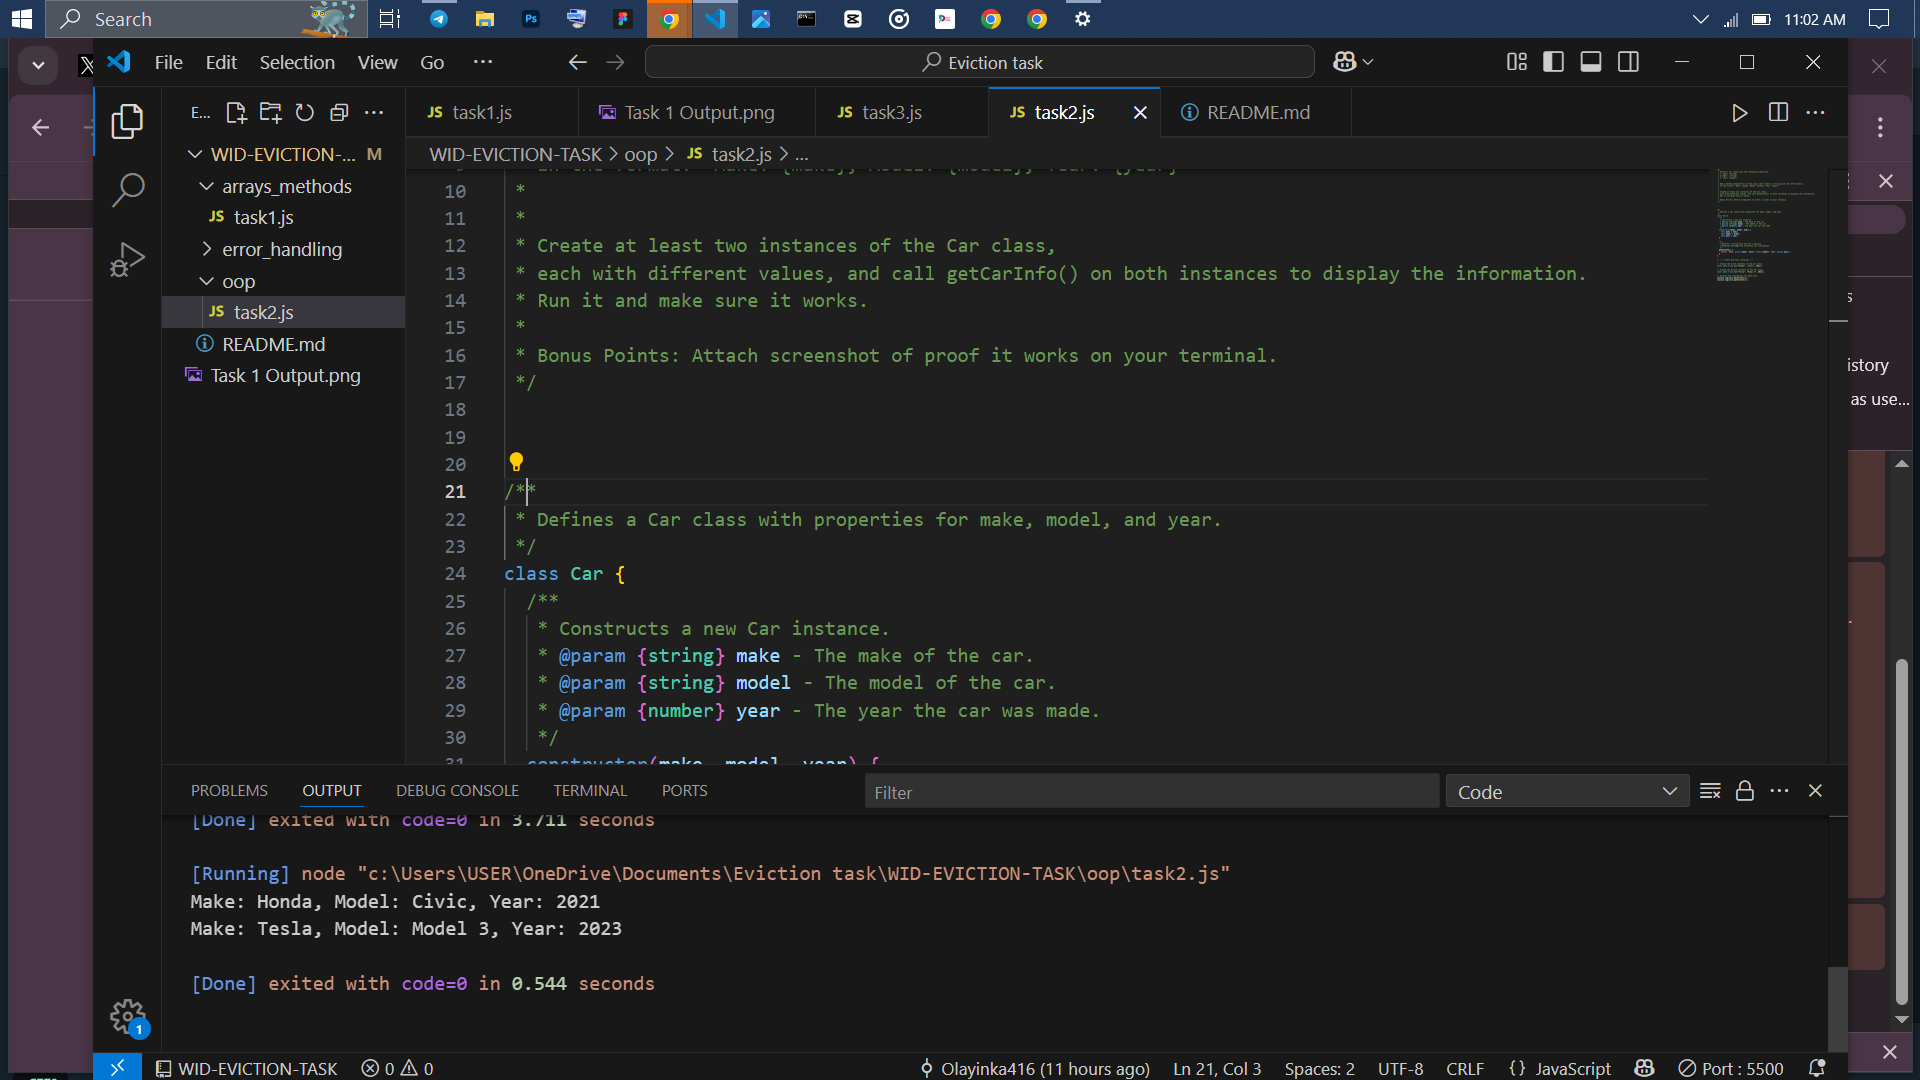 Search
11:02 AM
File Edit Selection View Go ...
Eviction task
E...
task1.js
Task 1 Output.png
task3.js
task2.js
README.md
WID-EVICTION-... M
arrays_methods
JS task1.js
error_handling
oop
JS task2.js
README.md
Task 1 Output.png
WID-EVICTION-TASK > oop > JS task2.js > ...
10 *
11 *
12 * Create at least two instances of the Car class,
13 * each with different values, and call getCarInfo() on both instances to display the information.
14 * Run it and make sure it works.
15 *
16 * Bonus Points: Attach screenshot of proof it works on your terminal.
17 */
18
19
20
21 /**
22 * Defines a Car class with properties for make, model, and year.
23 */
24 class Car {
25 /**
26 * Constructs a new Car instance.
27 * @param {string} make - The make of the car.
28 * @param {string} model - The model of the car.
29 * @param {number} year - The year the car was made.
30 */
31 constructor(make, model, year) {
istory
as use...
PROBLEMS OUTPUT DEBUG CONSOLE TERMINAL PORTS
Filter
Code
[Done] exited with code=0 in 3.711 seconds
[Running] node "c:\Users\USER\OneDrive\Documents\Eviction task\WID-EVICTION-TASK\oop\task2.js"
Make: Honda, Model: Civic, Year: 2021
Make: Tesla, Model: Model 3, Year: 2023
[Done] exited with code=0 in 0.544 seconds
1
WID-EVICTION-TASK 0 0
Olayinka416 (11 hours ago) Ln 21, Col 3 Spaces: 2 UTF-8 CRLF {} JavaScript Port : 5500